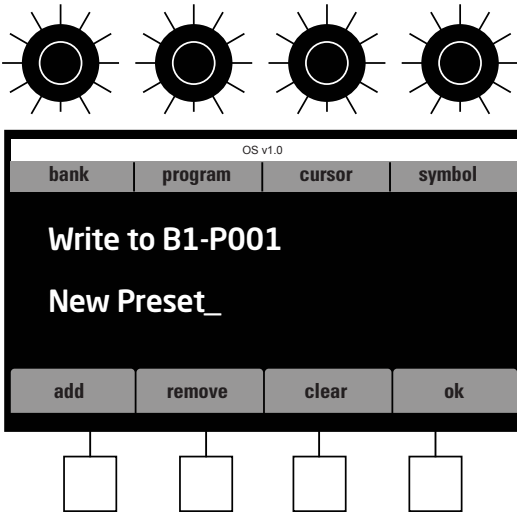 OS v1.0
bank program cursor symbol
Write to B1-P001
New Preset_
add remove clear ok